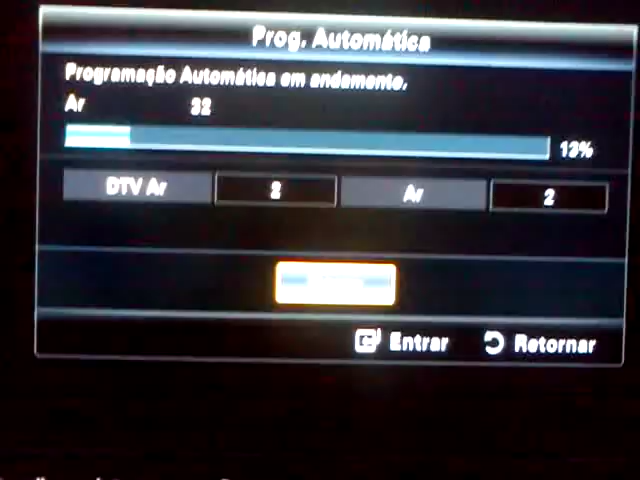 Prog. Automática
Programação Automática em andamento.
Ar 32
13%
DTV Ar 2 Ar 2
Entrar Retornar